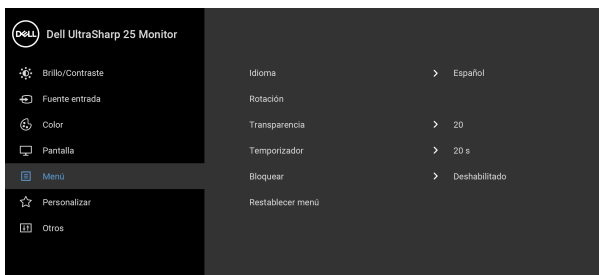 DELL Dell UltraSharp 25 Monitor
Brillo/Contraste
Fuente entrada
Color
Pantalla
Menú
Personalizar
Otros
Idioma Español
Rotación
Transparencia 20
Temporizador 20 s
Bloquear Deshabilitado
Restablecer menú